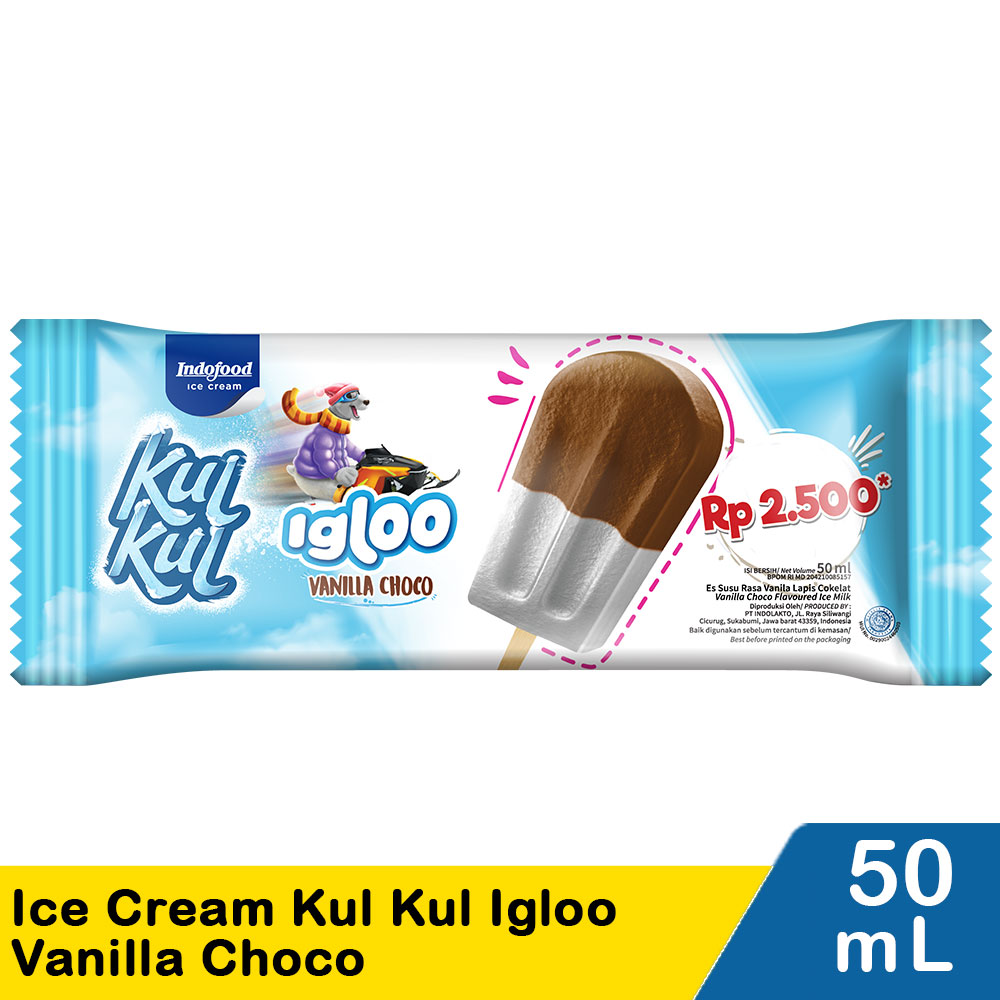 Indofood
ice cream
Kul
Kul
igloo
VANILLA CHOCO
Rp 2.500*
ISI BERSIH/ Net Volume 50 ml
BPOM RI MD 204210085157
Es Susu Rasa Vanila Lapis Cokelat
Vanilla Choco Flavoured Ice Milk
Diproduksi Oleh/ PRODUCED BY :
PT INDOLAKTO, JL. Raya Siliwangi
Cicurug, Sukabumi, Jawa barat 43359, Indonesia
Baik digunakan sebelum tercantum di kemasan/
Best before printed on the packaging
Ice Cream Kul Kul Igloo
Vanilla Choco
50
mL